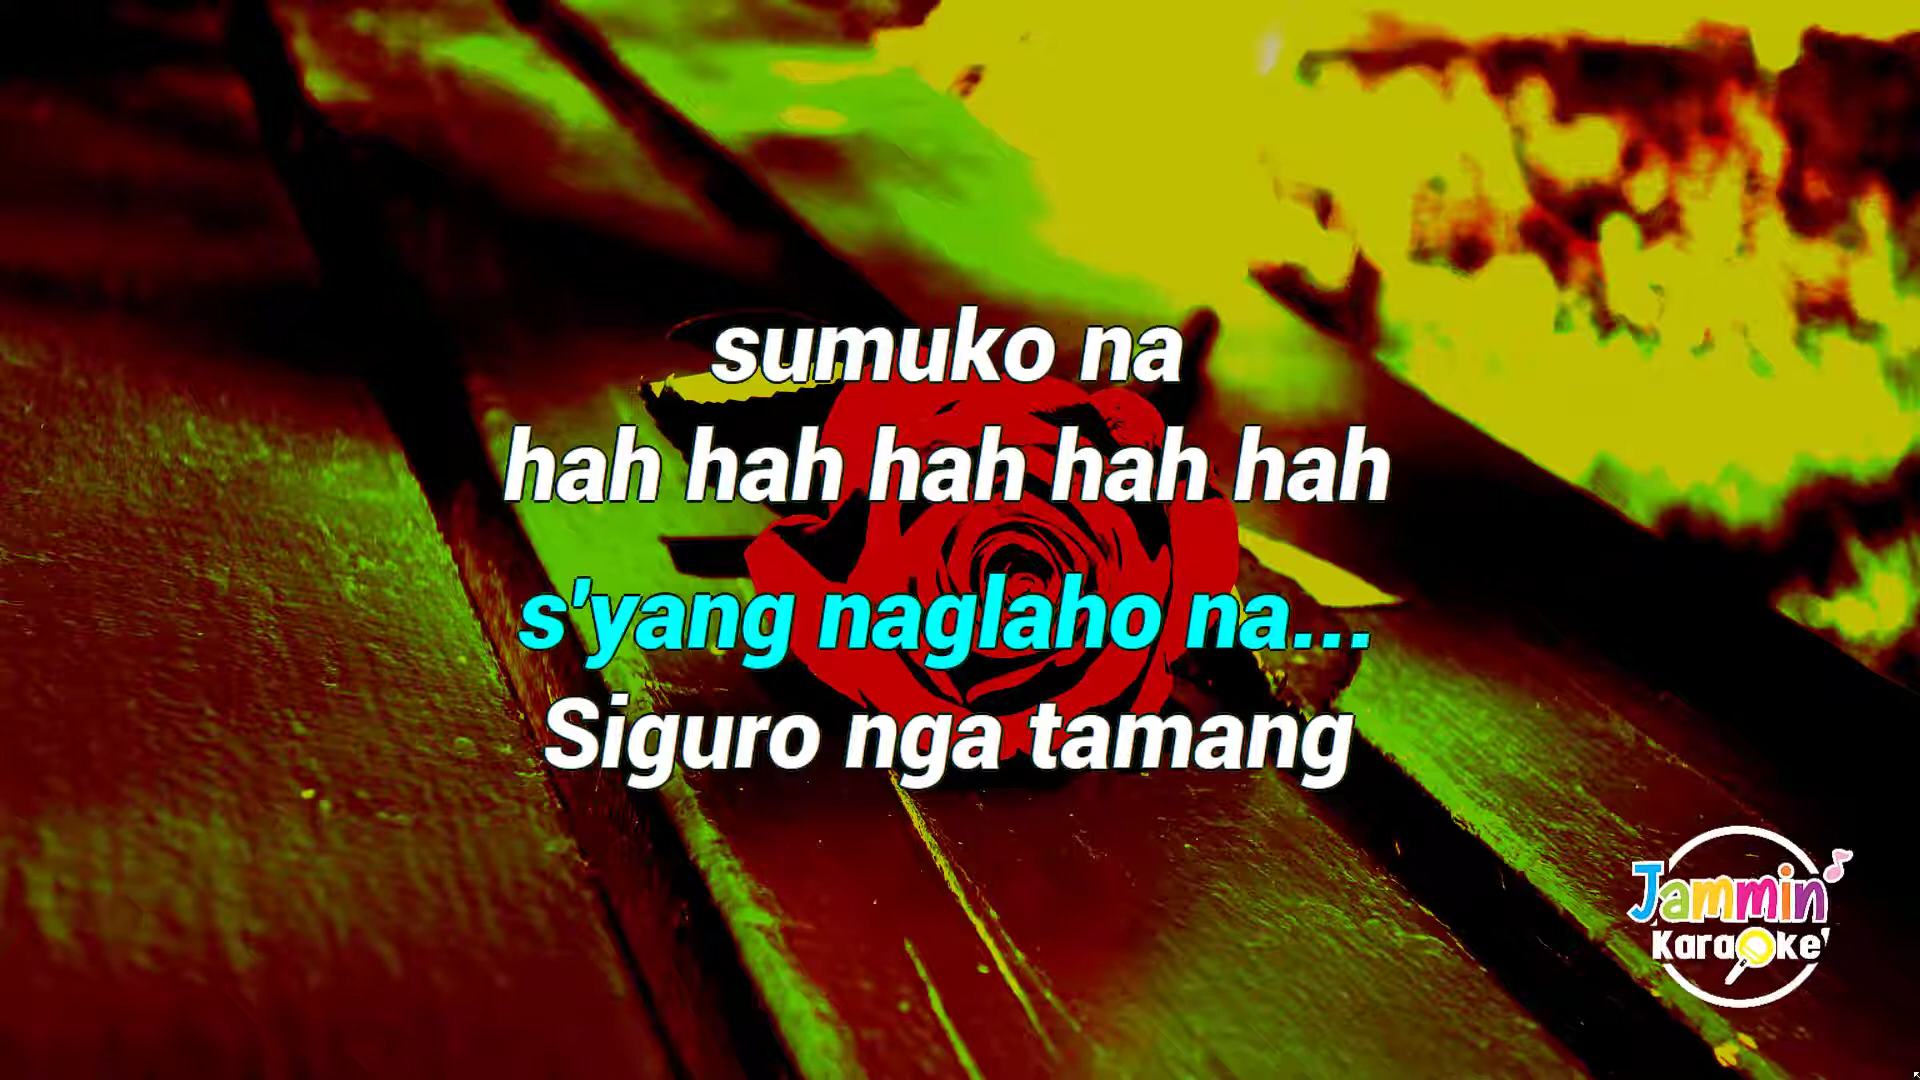 sumuko na
hah hah hah hah hah
s'yang naglaho na...
Siguro nga tamang
Jammin'
Karaoke